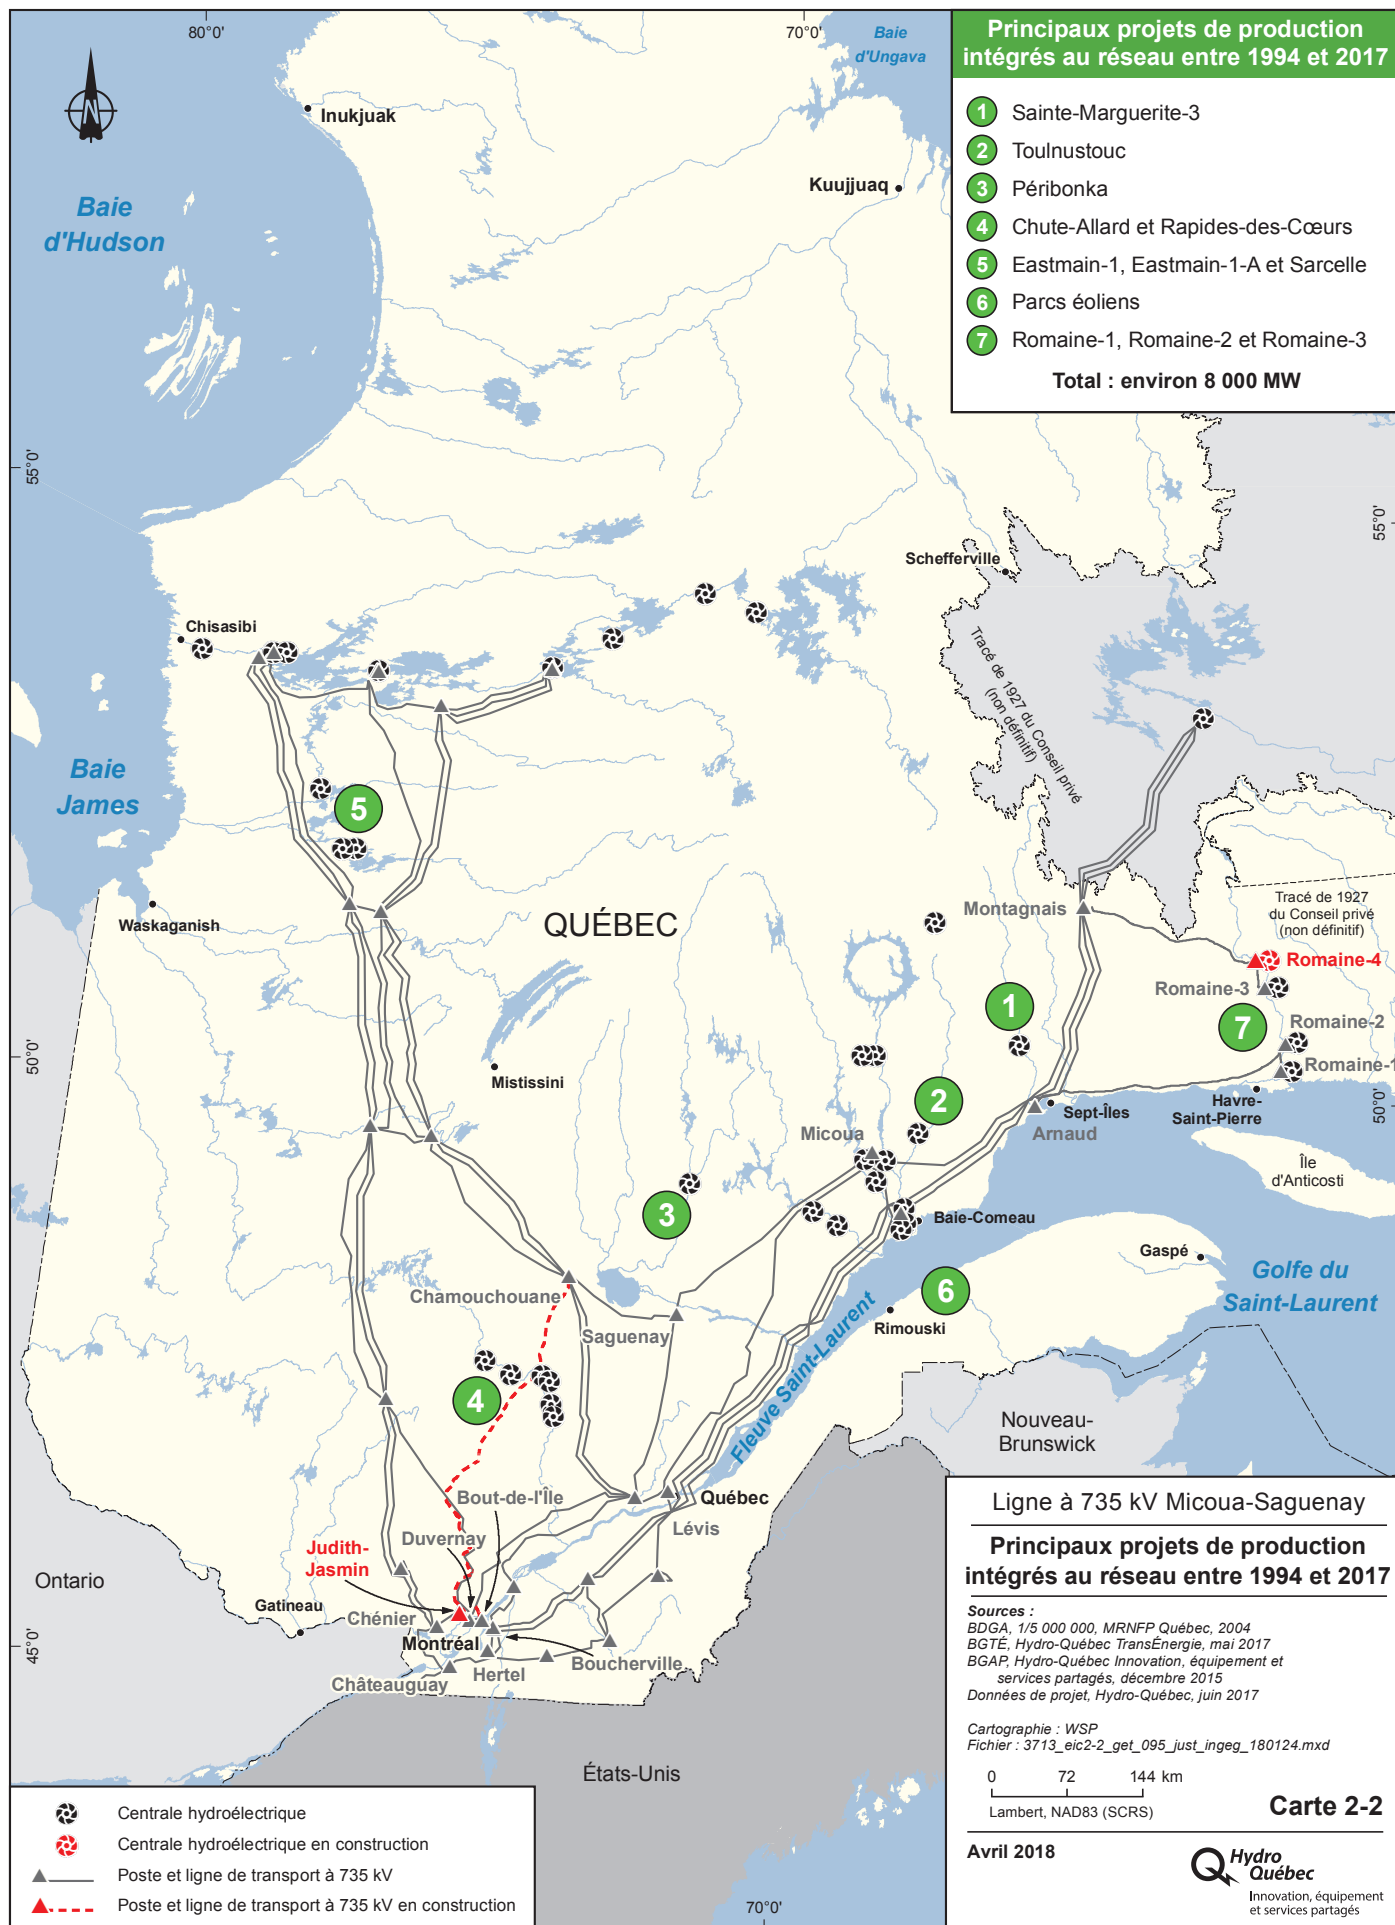 80°0'
70°0'
Baie
d'Ungava
Principaux projets de production
intégrés au réseau entre 1994 et 2017
1 Sainte-Marguerite-3
2 Toulnustouc
3 Péribonka
4 Chute-Allard et Rapides-des-Cœurs
5 Eastmain-1, Eastmain-1-A et Sarcelle
6 Parcs éoliens
7 Romaine-1, Romaine-2 et Romaine-3
Total : environ 8 000 MW
N
Inukjuak
Kuujjuaq
Baie
d'Hudson
55°0'
55°0'
Schefferville
Chisasibi
Tracé de 1927 du Conseil privé
(non définitif)
Baie
James
5
Waskaganish
QUÉBEC
Montagnais
Tracé de 1927
du Conseil privé
(non définitif)
Romaine-4
Romaine-3
1
7
Romaine-2
Romaine-1
50°0'
50°0'
Mistissini
2
Sept-Îles
Havre-
Saint-Pierre
Arnaud
Micoua
Île
d'Anticosti
3
Baie-Comeau
Gaspé
Golfe du
Saint-Laurent
6
Chamouchouane
Saguenay
Rimouski
Fleuve Saint-Laurent
4
Nouveau-
Brunswick
Bout-de-l'Île
Québec
Duvernay
Lévis
Judith-
Jasmin
Ontario
Gatineau
Chénier
Montréal
45°0'
Boucherville
Hertel
Châteauguay
États-Unis
Ligne à 735 kV Micoua-Saguenay
Principaux projets de production
intégrés au réseau entre 1994 et 2017
Sources :
BDGA, 1/5 000 000, MRNFP Québec, 2004
BGTÉ, Hydro-Québec TransÉnergie, mai 2017
BGAP, Hydro-Québec Innovation, équipement et
services partagés, décembre 2015
Données de projet, Hydro-Québec, juin 2017
Cartographie : WSP
Fichier : 3713_eic2-2_get_095_just_ingeg_180124.mxd
0 72 144 km
Lambert, NAD83 (SCRS)
Carte 2-2
Avril 2018
Hydro
Québec
Innovation, équipement
et services partagés
Centrale hydroélectrique
Centrale hydroélectrique en construction
Poste et ligne de transport à 735 kV
Poste et ligne de transport à 735 kV en construction
70°0'